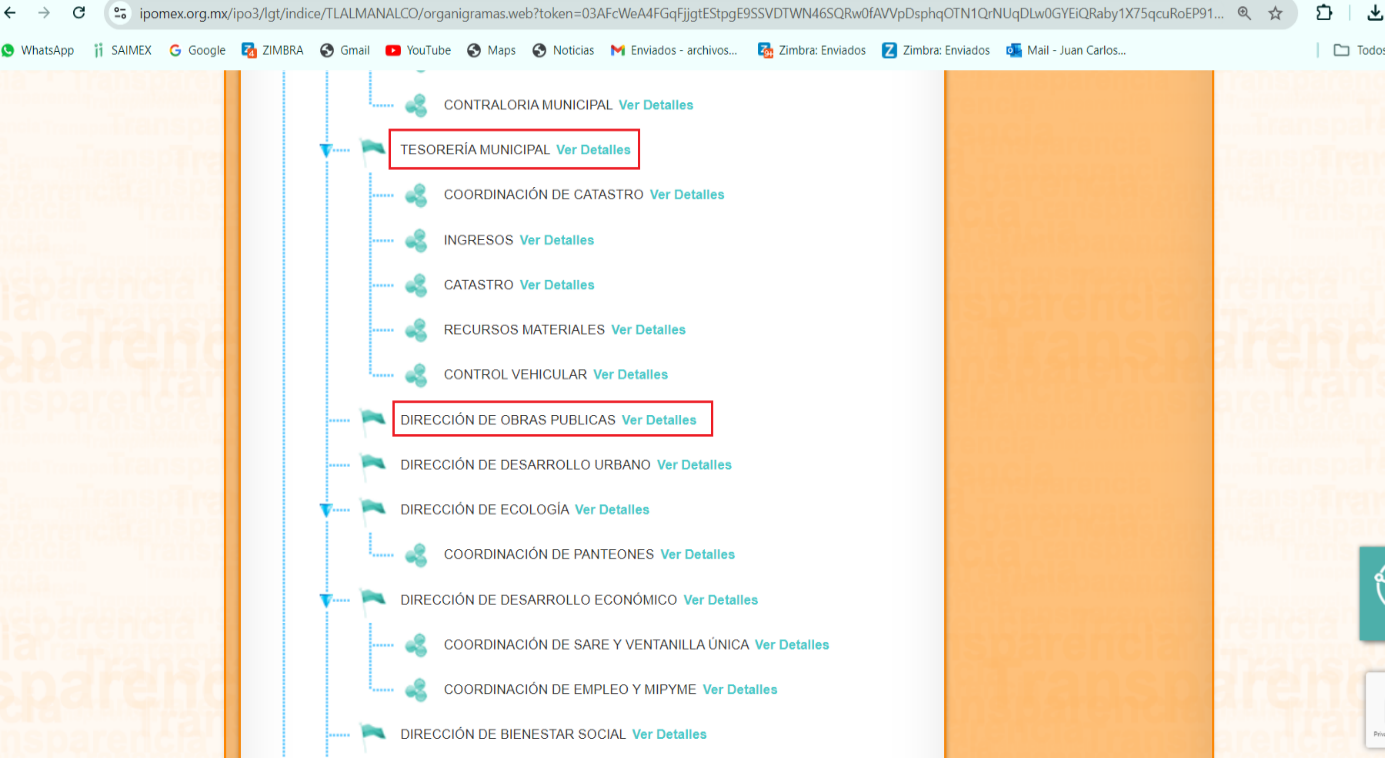 ipomex.org.mx/ipo3/lgt/indice/TLALMANALCO/organigramas.web?token=03AFcWeA4FGqFjjgtEStpgE9SSVDTWN46SQRw0fAVVpDsphqOTN1QrNUqDLw0GYEiQRaby1X75qcuRoEP91...
WhatsApp SAIMEX Google ZIMBRA Gmail YouTube Maps Noticias Enviados - archivos... Zimbra: Enviados Zimbra: Enviados Mail - Juan Carlos... Todos
CONTRALORIA MUNICIPAL Ver Detalles
TESORERÍA MUNICIPAL Ver Detalles
COORDINACIÓN DE CATASTRO Ver Detalles
INGRESOS Ver Detalles
CATASTRO Ver Detalles
RECURSOS MATERIALES Ver Detalles
CONTROL VEHICULAR Ver Detalles
DIRECCIÓN DE OBRAS PUBLICAS Ver Detalles
DIRECCIÓN DE DESARROLLO URBANO Ver Detalles
DIRECCIÓN DE ECOLOGÍA Ver Detalles
COORDINACIÓN DE PANTEONES Ver Detalles
DIRECCIÓN DE DESARROLLO ECONÓMICO Ver Detalles
COORDINACIÓN DE SARE Y VENTANILLA ÚNICA Ver Detalles
COORDINACIÓN DE EMPLEO Y MIPYME Ver Detalles
DIRECCIÓN DE BIENESTAR SOCIAL Ver Detalles